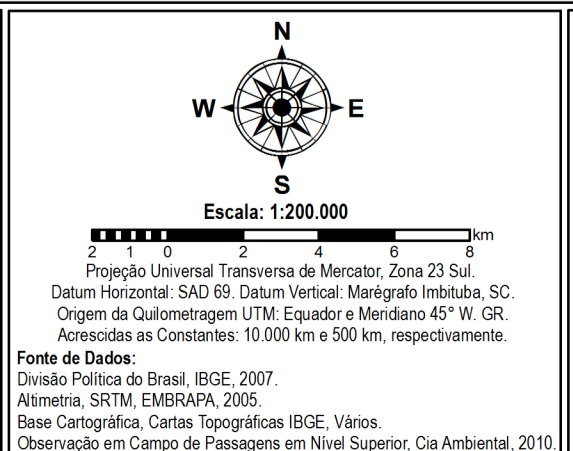 N
W E
S
Escala: 1:200.000
km
2 1 0 2 4 6 8
Projeção Universal Transversa de Mercator, Zona 23 Sul.
Datum Horizontal: SAD 69. Datum Vertical: Marégrafo Imbituba, SC.
Origem da Quilometragem UTM: Equador e Meridiano 45° W. GR.
Acrescidas as Constantes: 10.000 km e 500 km, respectivamente.
Fonte de Dados:
Divisão Política do Brasil, IBGE, 2007.
Altimetria, SRTM, EMBRAPA, 2005.
Base Cartográfica, Cartas Topográficas IBGE, Vários.
Observação em Campo de Passagens em Nível Superior, Cia Ambiental, 2010.